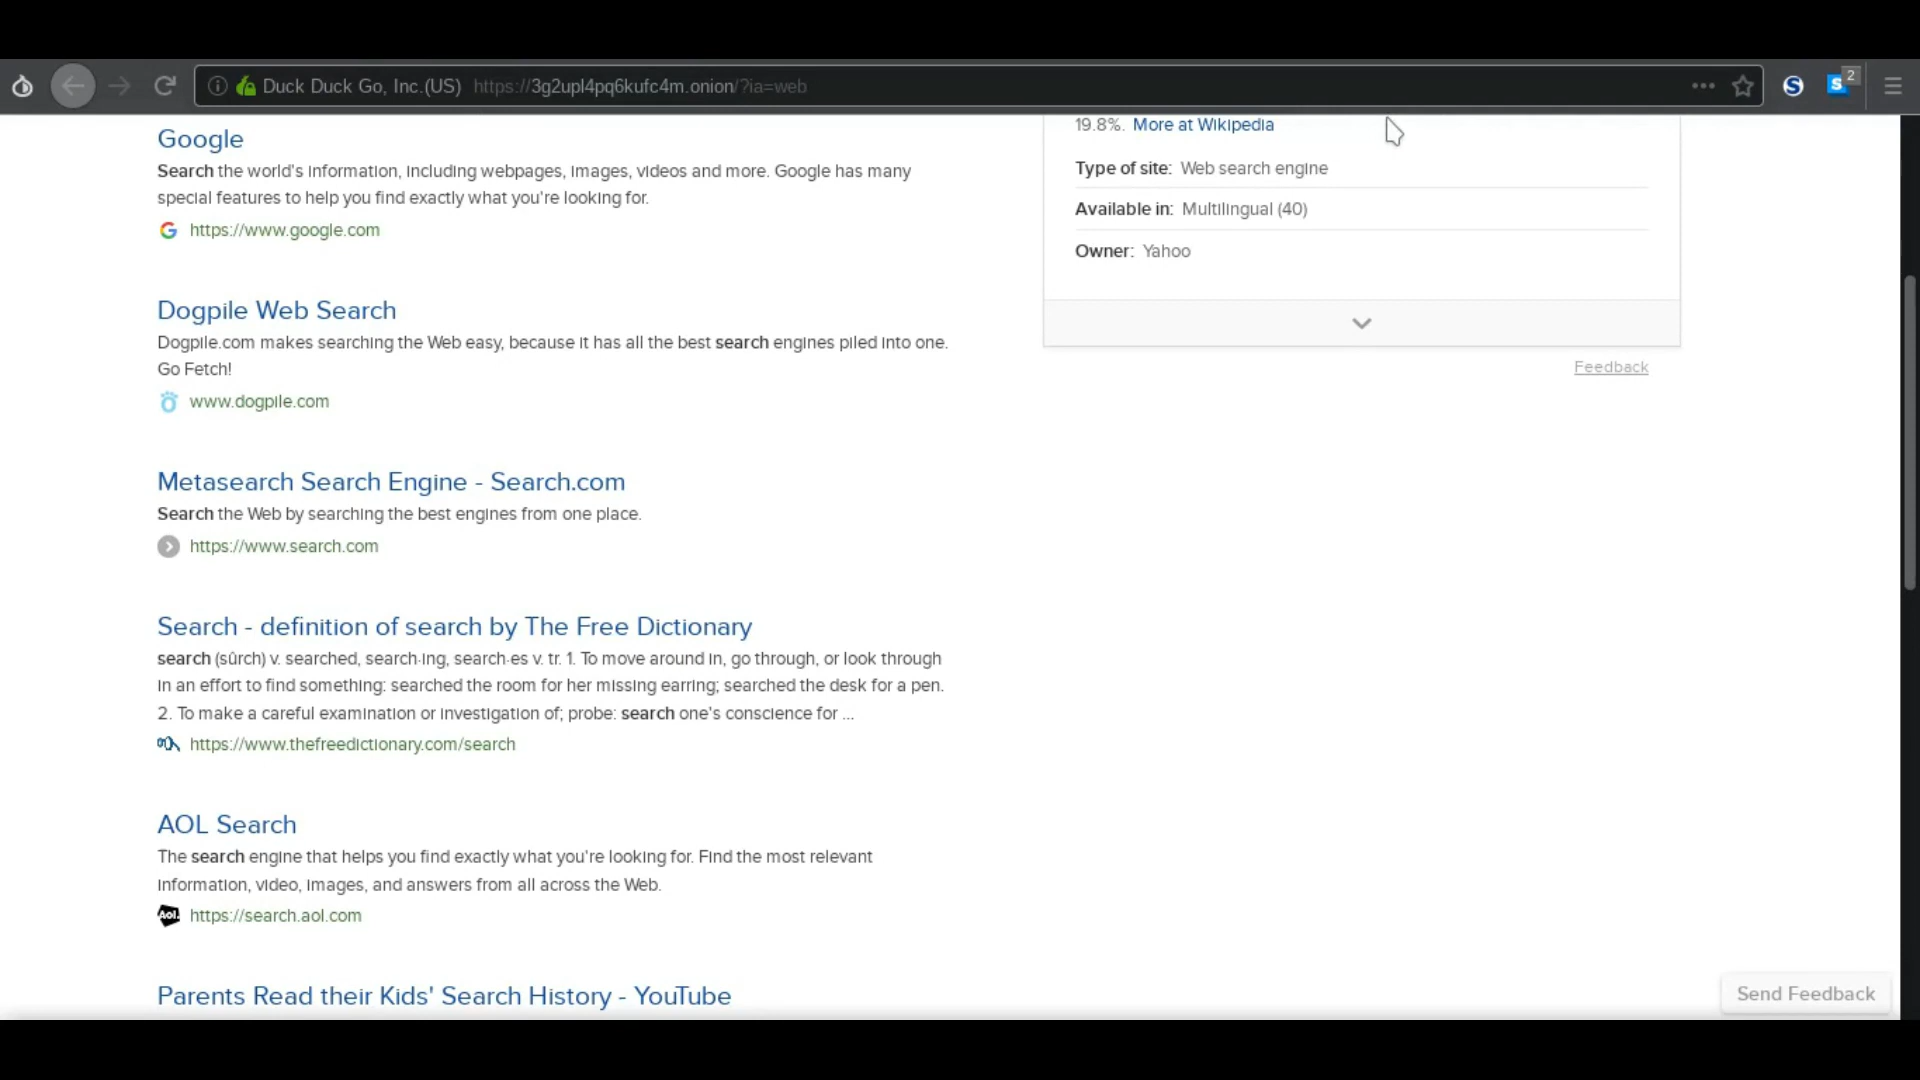 Duck Duck Go, Inc.(US) https://3g2upl4pq6kufc4m.onion/?ia=web
S
S 2
Google
Search the world's information, including webpages, images, videos and more. Google has many
special features to help you find exactly what you're looking for.
G https://www.google.com
Dogpile Web Search
Dogpile.com makes searching the Web easy, because it has all the best search engines piled into one.
Go Fetch!
www.dogpile.com
Metasearch Search Engine - Search.com
Search the Web by searching the best engines from one place.
https://www.search.com
Search - definition of search by The Free Dictionary
search (sûrch) v. searched, search·ing, search·es v. tr. 1. To move around in, go through, or look through
in an effort to find something: searched the room for her missing earring; searched the desk for a pen.
2. To make a careful examination or investigation of; probe: search one's conscience for ...
https://www.thefreedictionary.com/search
AOL Search
The search engine that helps you find exactly what you're looking for. Find the most relevant
information, video, images, and answers from all across the Web.
Aol. https://search.aol.com
Parents Read their Kids' Search History - YouTube
19.8%. More at Wikipedia
Type of site: Web search engine
Available in: Multilingual (40)
Owner: Yahoo
Feedback
Send Feedback